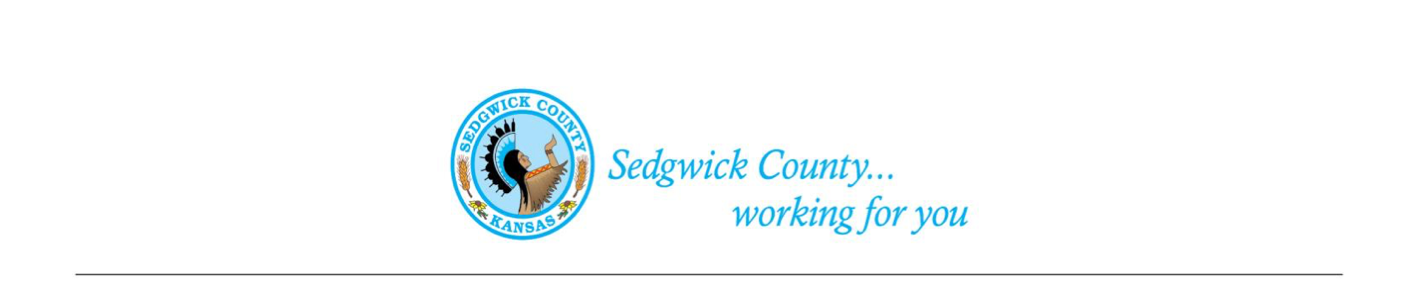 SEDGWICK COUNTY
KANSAS
Sedgwick County...
working for you